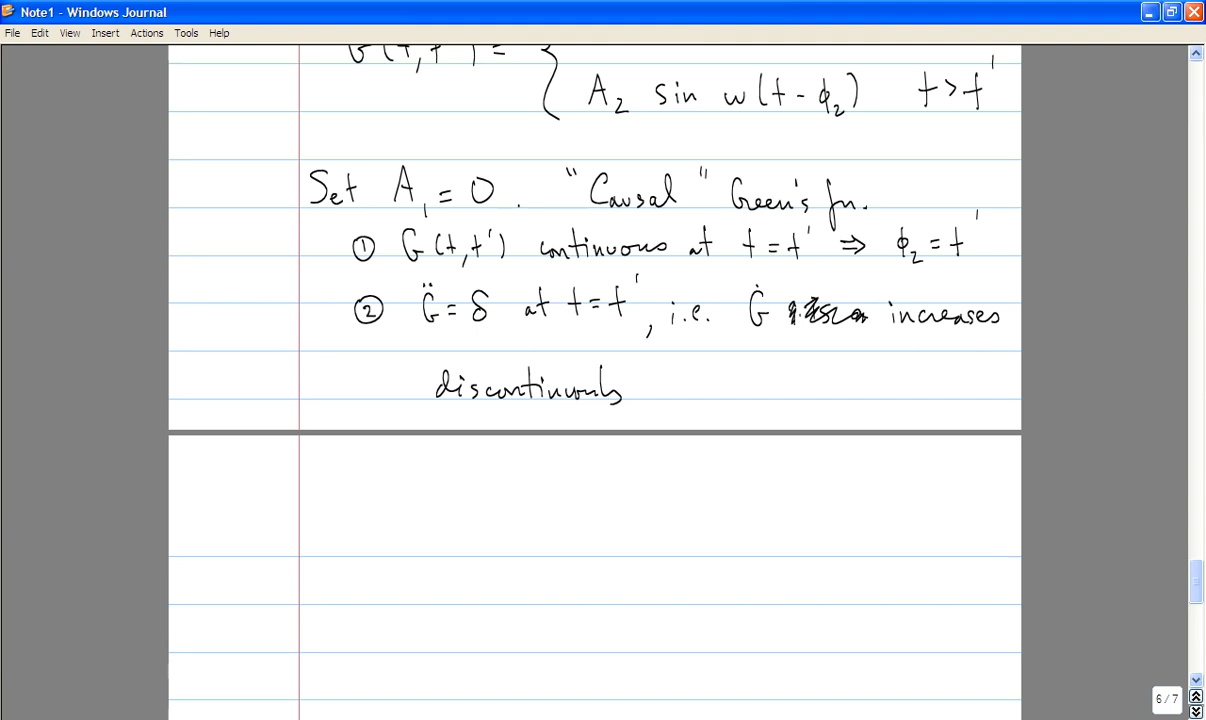 Note1 - Windows Journal
File Edit View Insert Actions Tools Help
G(t,t') =
A₂ sin w(t - ϕ₂) t>t'
Set A₁ = 0. "Causal" Green's fn.
① G(t,t') continuous at t=t' ⇒ ϕ₂ = t'
② G̈ = δ at t=t', i.e. Ġ increases
discontinuously
6 / 7